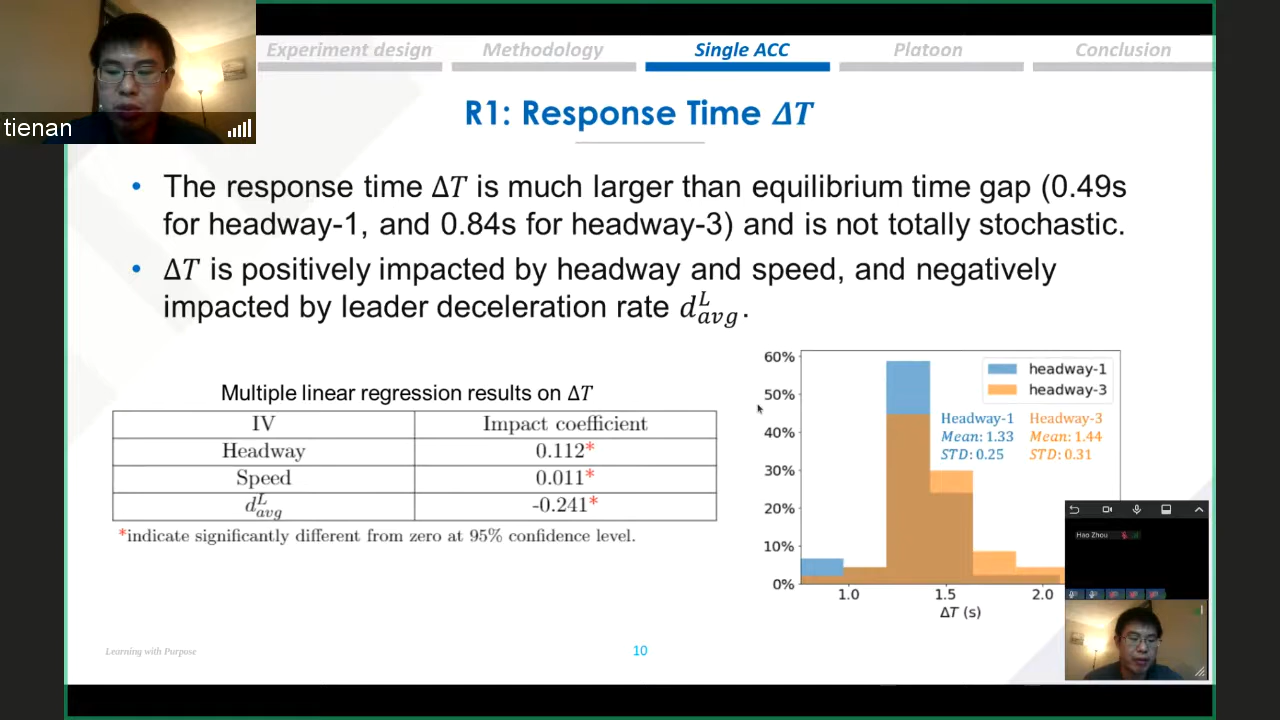 tienan
Experiment design
Methodology
Single ACC
Platoon
Conclusion
R1: Response Time ΔT
• The response time ΔT is much larger than equilibrium time gap (0.49s
for headway-1, and 0.84s for headway-3) and is not totally stochastic.
• ΔT is positively impacted by headway and speed, and negatively
impacted by leader deceleration rate d^L_avg.
Multiple linear regression results on ΔT
IV Impact coefficient
Headway 0.112*
Speed 0.011*
d^L_avg -0.241*
*indicate significantly different from zero at 95% confidence level.
60%
50%
40%
30%
20%
10%
0%
headway-1
headway-3
Headway-1 Headway-3
Mean: 1.33 Mean: 1.44
STD: 0.25 STD: 0.31
1.0 1.5 2.0
ΔT (s)
Hao Zhou
Learning with Purpose
10